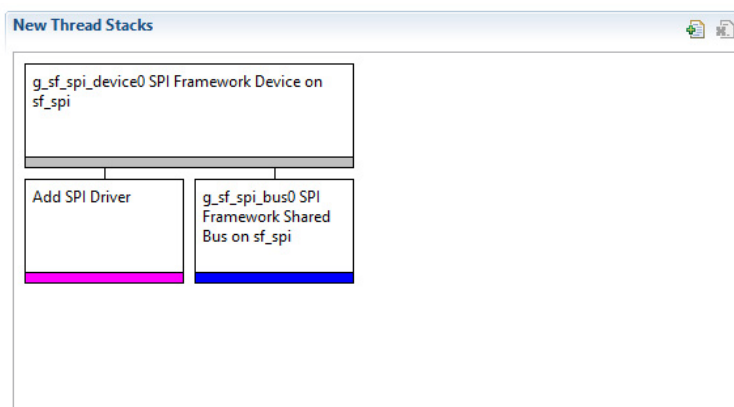 New Thread Stacks
g_sf_spi_device0 SPI Framework Device on
sf_spi
Add SPI Driver
g_sf_spi_bus0 SPI
Framework Shared
Bus on sf_spi